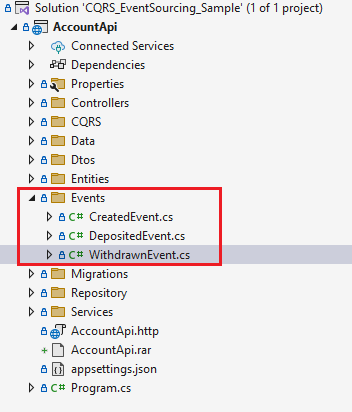 Solution 'CQRS_EventSourcing_Sample' (1 of 1 project)
AccountApi
Connected Services
Dependencies
Properties
Controllers
CQRS
Data
Dtos
Entities
Events
C# CreatedEvent.cs
C# DepositedEvent.cs
C# WithdrawnEvent.cs
Migrations
Repository
Services
AccountApi.http
AccountApi.rar
appsettings.json
C# Program.cs